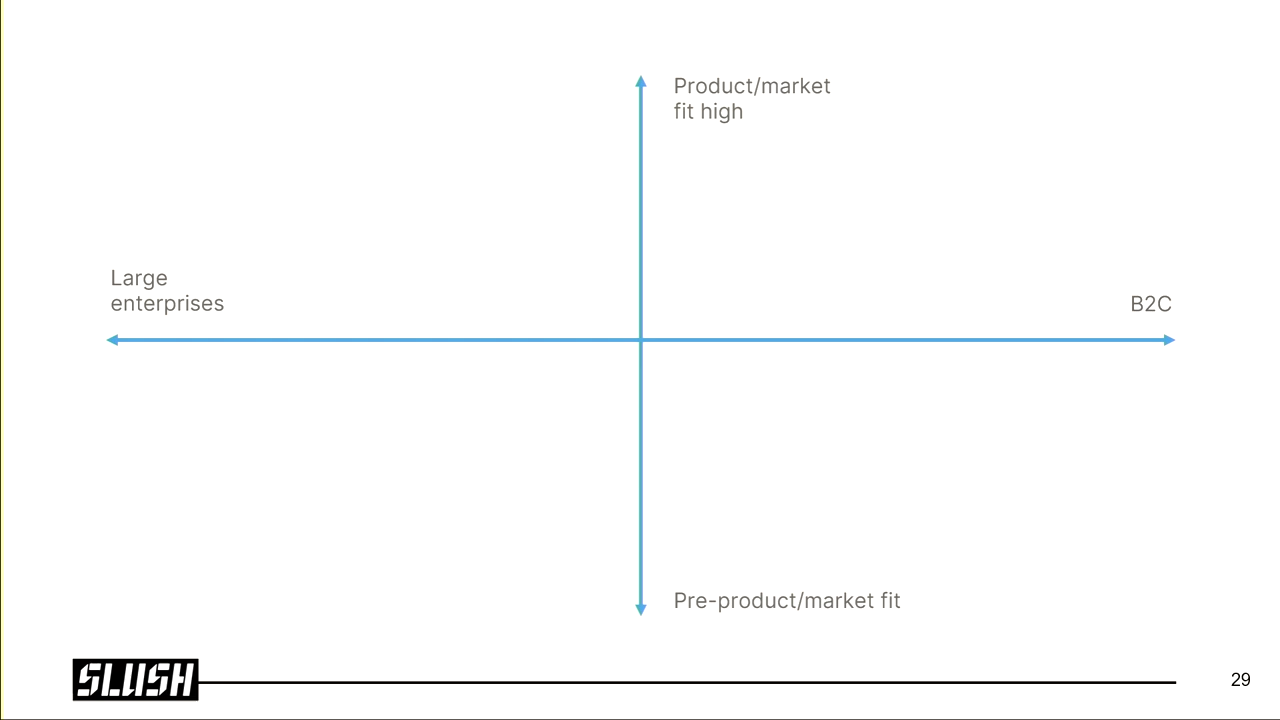 Product/market
fit high
Large
enterprises
B2C
Pre-product/market fit
SLUSH
29